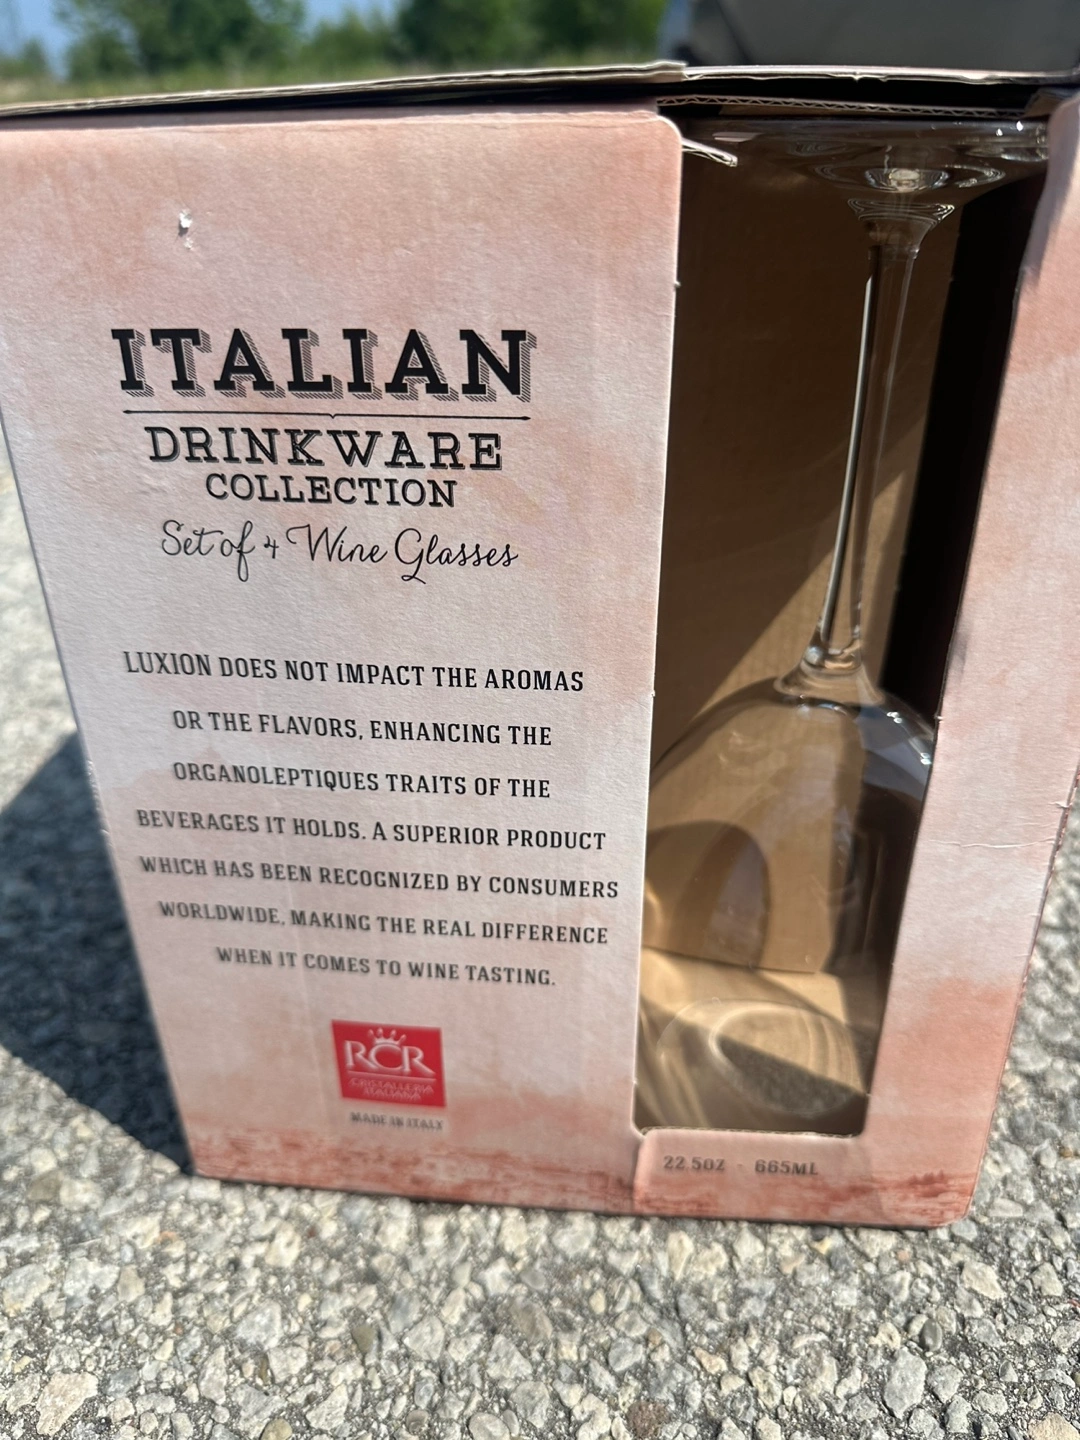 ITALIAN
DRINKWARE
COLLECTION
Set of 4 Wine Glasses
LUXION DOES NOT IMPACT THE AROMAS
OR THE FLAVORS, ENHANCING THE
ORGANOLEPTIQUES TRAITS OF THE
BEVERAGES IT HOLDS. A SUPERIOR PRODUCT
WHICH HAS BEEN RECOGNIZED BY CONSUMERS
WORLDWIDE, MAKING THE REAL DIFFERENCE
WHEN IT COMES TO WINE TASTING.
RCR
CRISTALLERIA
ITALIANA
MADE IN ITALY
22.5OZ - 665ML